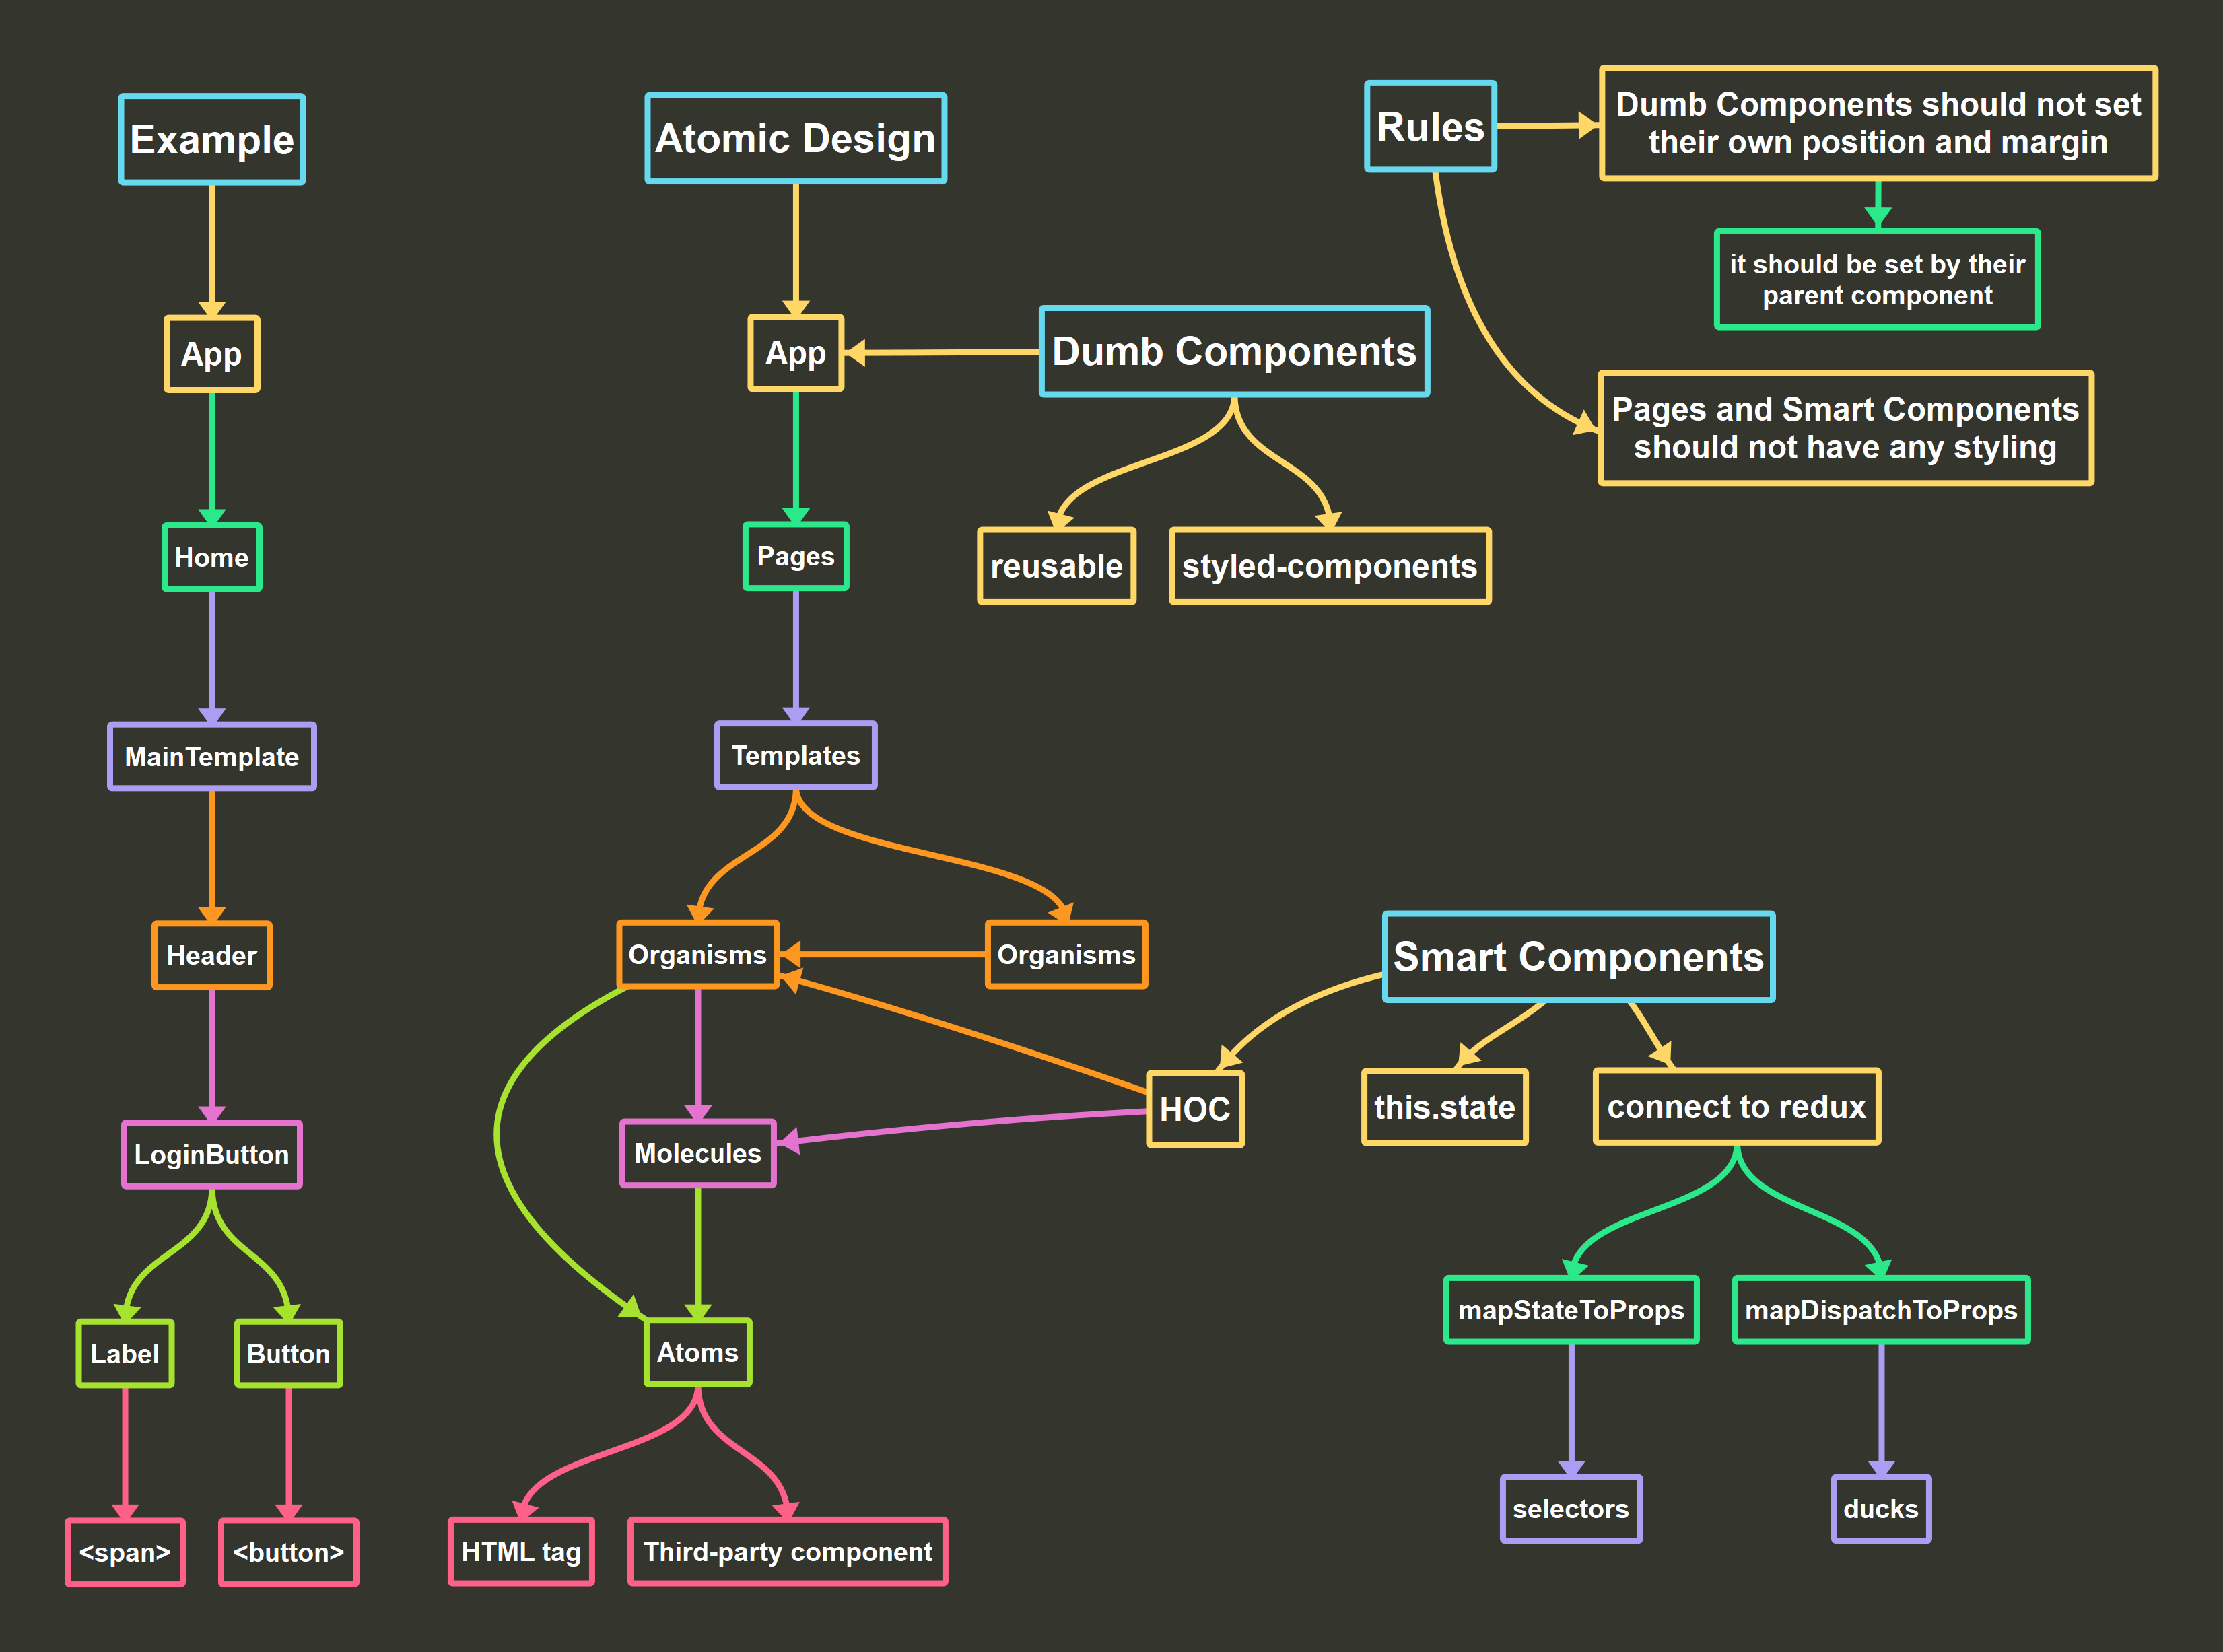 Example
App
Home
MainTemplate
Header
LoginButton
Label
Button
<span>
<button>
Atomic Design
App
Pages
Templates
Organisms
Organisms
Molecules
Atoms
HTML tag
Third-party component
Dumb Components
reusable
styled-components
Rules
Dumb Components should not set
their own position and margin
it should be set by their
parent component
Pages and Smart Components
should not have any styling
Smart Components
HOC
this.state
connect to redux
mapStateToProps
mapDispatchToProps
selectors
ducks